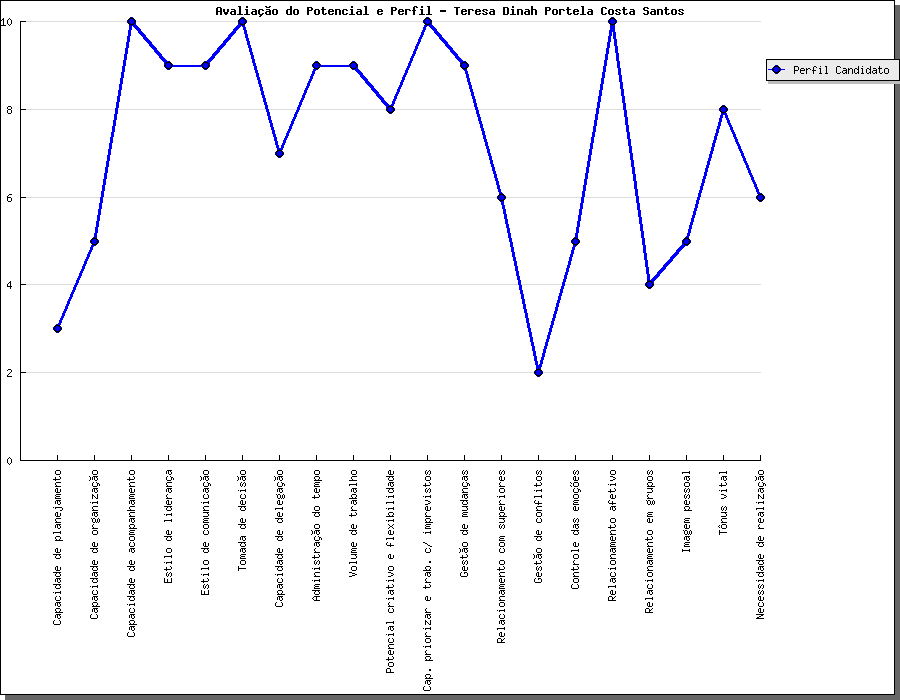 Avaliação do Potencial e Perfil - Teresa Dinah Portela Costa Santos
10
8
6
4
2
0
Perfil Candidato
Capacidade de planejamento
Capacidade de organização
Capacidade de acompanhamento
Estilo de liderança
Estilo de comunicação
Tomada de decisão
Capacidade de delegação
Administração do tempo
Volume de trabalho
Potencial criativo e flexibilidade
Cap. priorizar e trab. c/ imprevistos
Gestão de mudanças
Relacionamento com superiores
Gestão de conflitos
Controle das emoções
Relacionamento afetivo
Relacionamento em grupos
Imagem pessoal
Tônus vital
Necessidade de realização